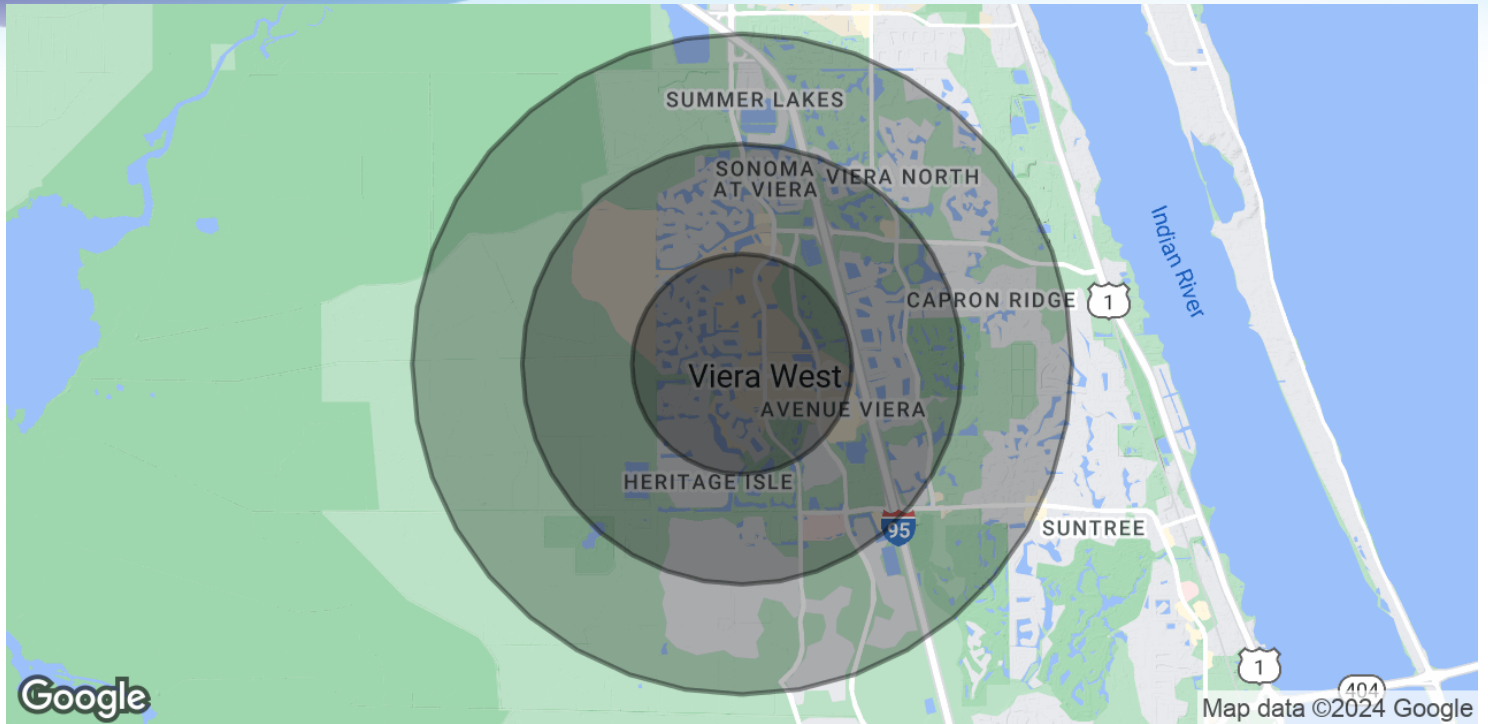 SUMMER LAKES
SONOMA
AT VIERA
VIERA NORTH
Indian River
CAPRON RIDGE
1
Viera West
AVENUE VIERA
HERITAGE ISLE
95
SUNTREE
1
404
Google
Map data ©2024 Google